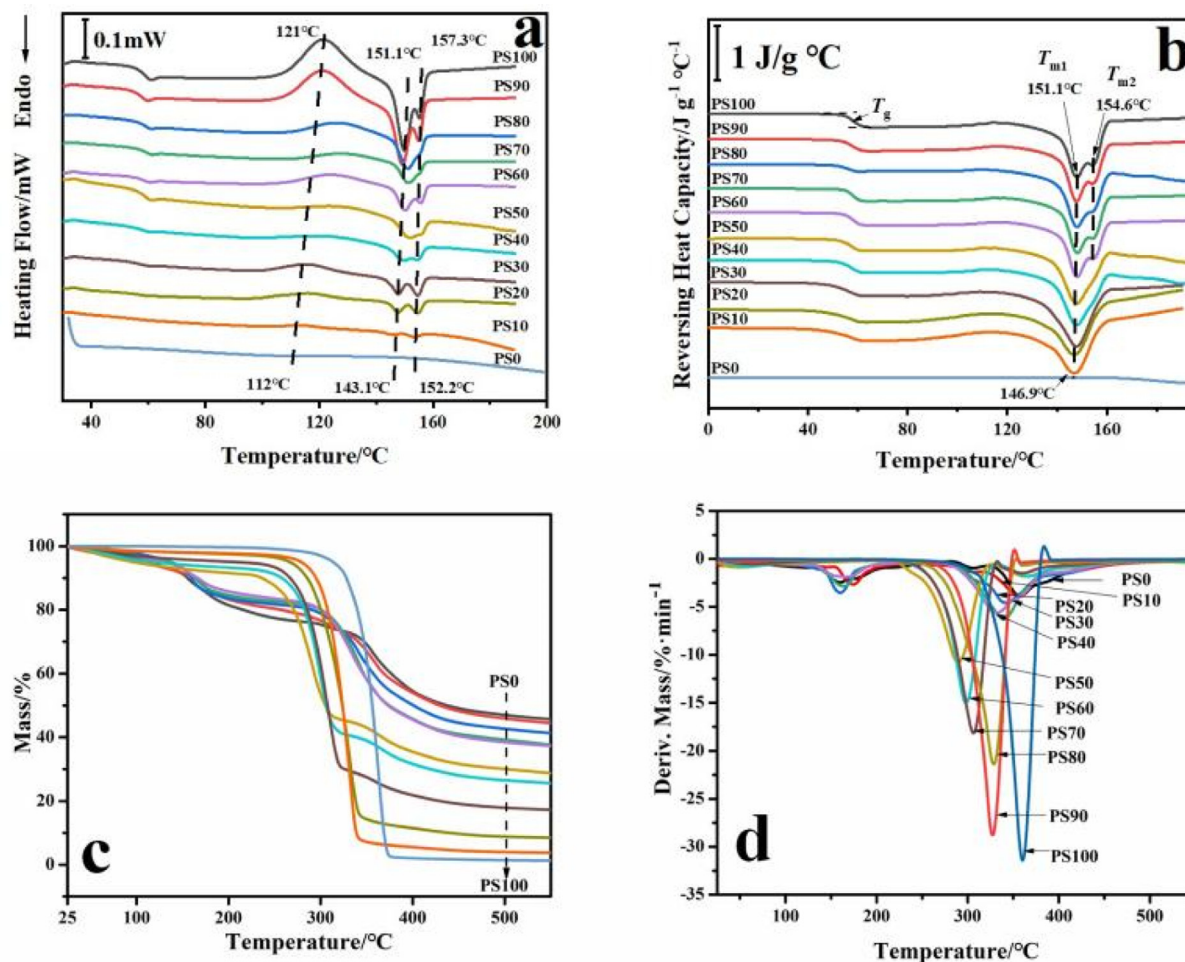 a
0.1mW
121℃
151.1℃
157.3℃
PS100
PS90
PS80
PS70
PS60
PS50
PS40
PS30
PS20
PS10
PS0
112℃
143.1℃
152.2℃
Heating Flow/mW
Endo
40
80
120
160
200
Temperature/℃
b
1 J/g ℃
Tm1
151.1℃
Tm2
154.6℃
Tg
PS100
PS90
PS80
PS70
PS60
PS50
PS40
PS30
PS20
PS10
PS0
146.9℃
Reversing Heat Capacity/J g-1 ℃-1
0
40
80
120
160
Temperature/℃
c
100
80
60
40
20
0
Mass/%
PS0
PS100
25
100
200
300
400
500
Temperature/℃
d
5
0
-5
-10
-15
-20
-25
-30
-35
Deriv. Mass/%·min-1
PS0
PS10
PS20
PS30
PS40
PS50
PS60
PS70
PS80
PS90
PS100
100
200
300
400
500
Temperature/℃